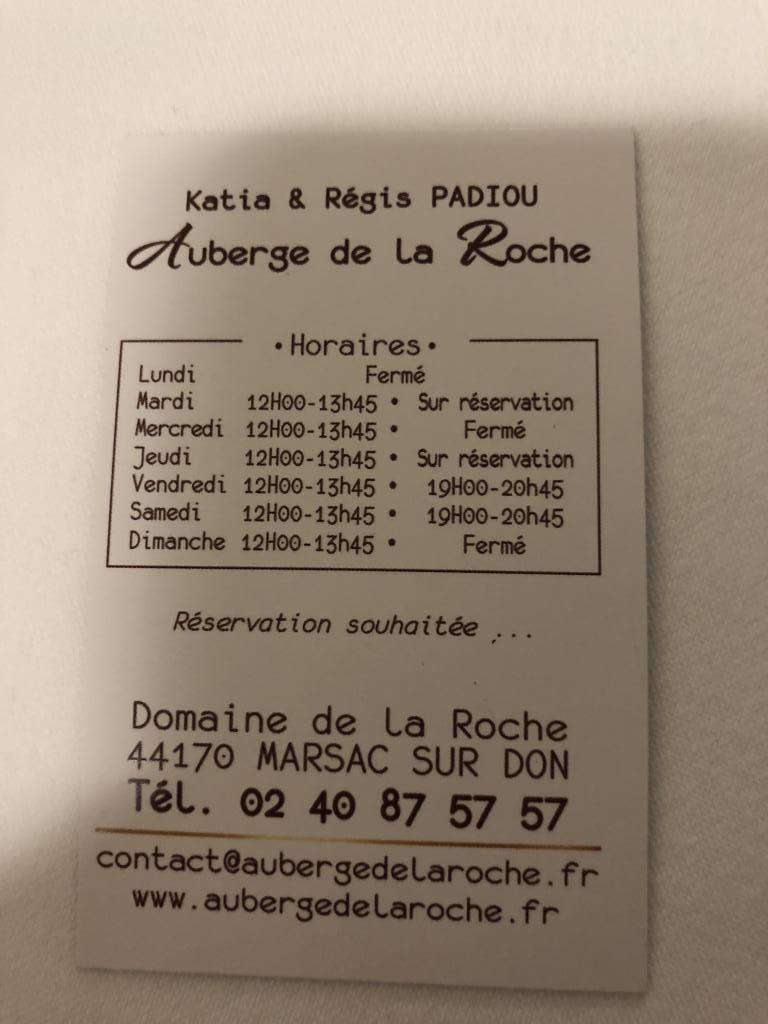 Katia & Régis PADIOU
Auberge de la Roche
•Horaires•
Lundi Fermé
Mardi 12H00-13h45 • Sur réservation
Mercredi 12H00-13h45 • Fermé
Jeudi 12H00-13h45 • Sur réservation
Vendredi 12H00-13h45 • 19H00-20h45
Samedi 12H00-13h45 • 19H00-20h45
Dimanche 12H00-13h45 • Fermé
Réservation souhaitée ...
Domaine de La Roche
44170 MARSAC SUR DON
Tél. 02 40 87 57 57
contact@aubergedelaroche.fr
www.aubergedelaroche.fr